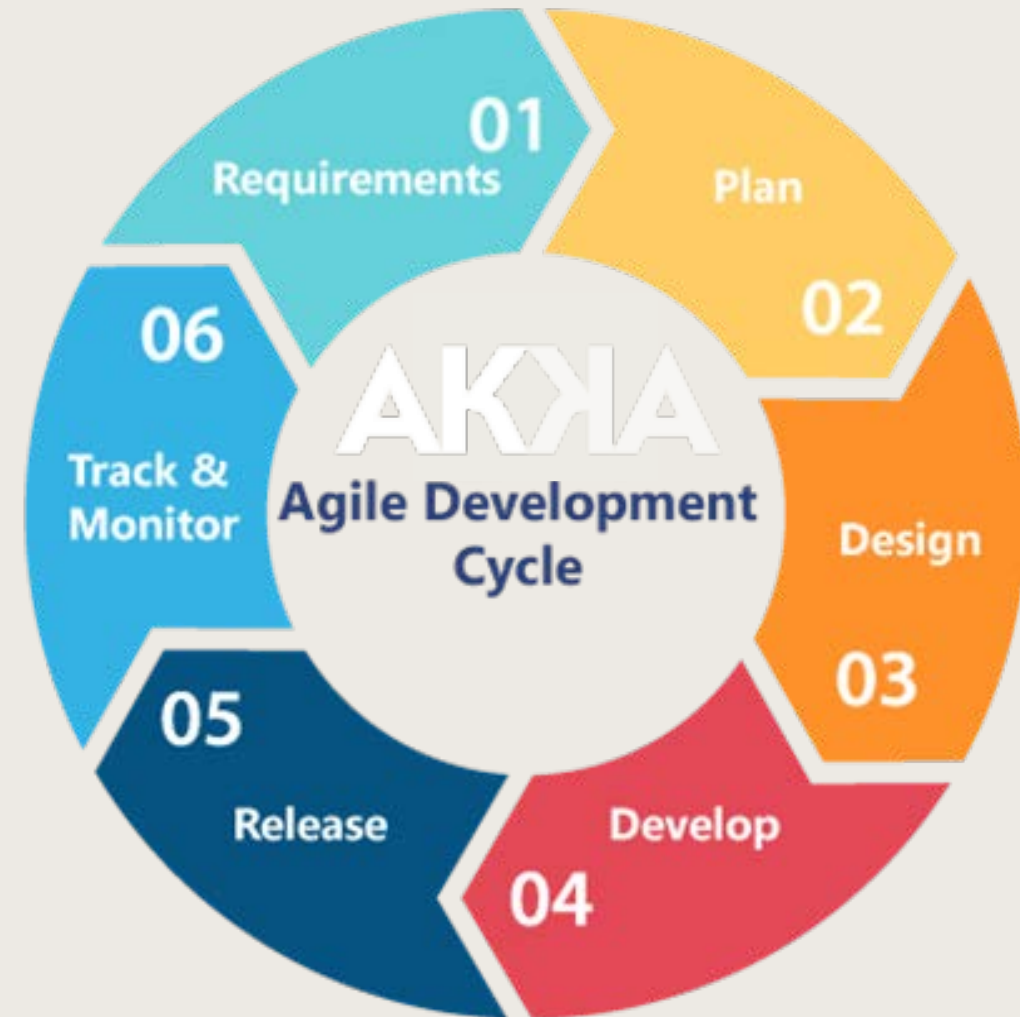 01
Requirements
Plan
02
Design
03
Develop
04
Release
05
Track &
Monitor
06
AKKA
Agile Development
Cycle